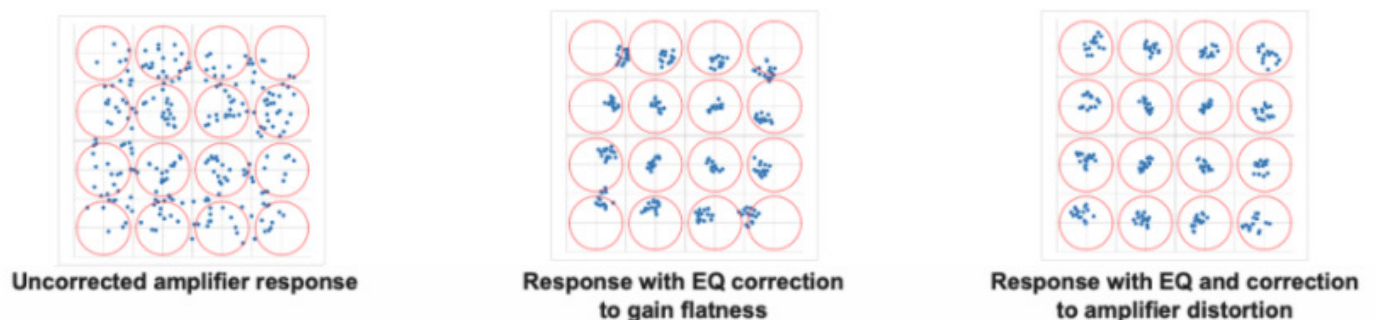 Uncorrected amplifier response
Response with EQ correction
to gain flatness
Response with EQ and correction
to amplifier distortion